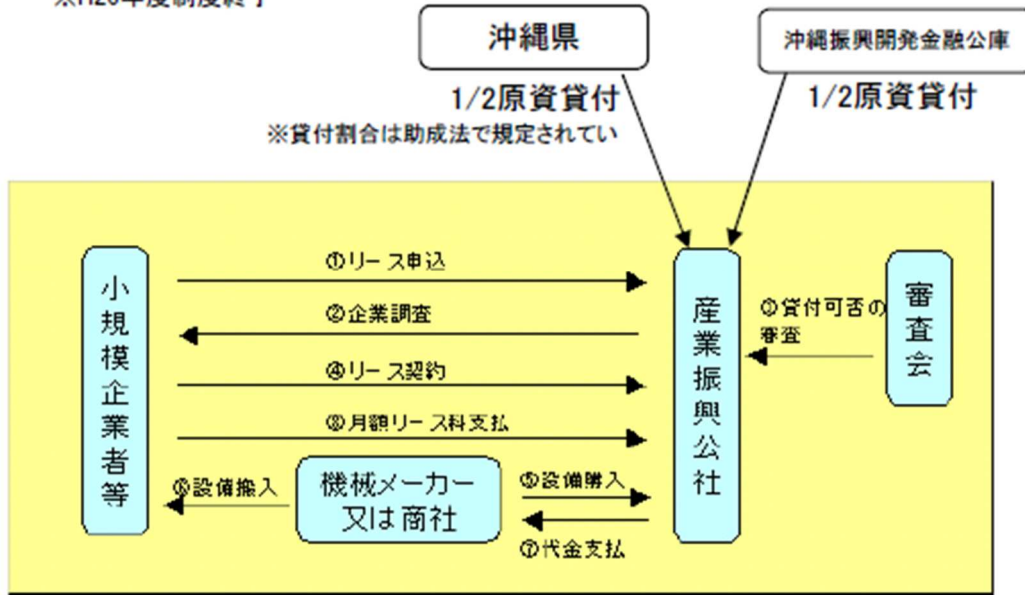 沖縄県
沖縄振興開発金融公庫
1/2原資貸付
1/2原資貸付
※貸付割合は助成法で規定されてい
小規模企業者等
①リース申込
②企業調査
④リース契約
⑧月額リース料支払
産業振興公社
③貸付可否の
審査
審査会
⑥設備搬入
機械メーカー
又は商社
⑤設備購入
⑦代金支払